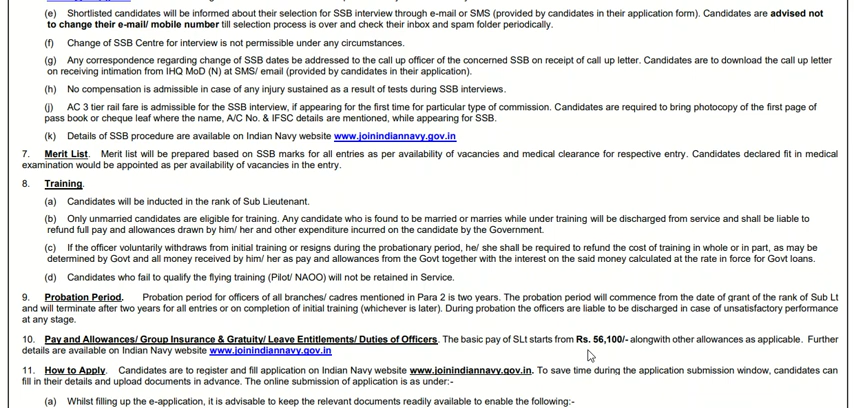 (e) Shortlisted candidates will be informed about their selection for SSB interview through e-mail or SMS (provided by candidates in their application form). Candidates are advised not
to change their e-mail/ mobile number till selection process is over and check their inbox and spam folder periodically.
(f) Change of SSB Centre for interview is not permissible under any circumstances.
(g) Any correspondence regarding change of SSB dates be addressed to the call up officer of the concerned SSB on receipt of call up letter. Candidates are to download the call up letter
on receiving intimation from IHQ MoD (N) at SMS/ email (provided by candidates in their application).
(h) No compensation is admissible in case of any injury sustained as a result of tests during SSB interviews.
(j) AC 3 tier rail fare is admissible for the SSB interview, if appearing for the first time for particular type of commission. Candidates are required to bring photocopy of the first page of
pass book or cheque leaf where the name, A/C No. & IFSC details are mentioned, while appearing for SSB.
(k) Details of SSB procedure are available on Indian Navy website www.joinindiannavy.gov.in
7. Merit List. Merit list will be prepared based on SSB marks for all entries as per availability of vacancies and medical clearance for respective entry. Candidates declared fit in medical
examination would be appointed as per availability of vacancies in the entry.
8. Training.
(a) Candidates will be inducted in the rank of Sub Lieutenant.
(b) Only unmarried candidates are eligible for training. Any candidate who is found to be married or marries while under training will be discharged from service and shall be liable to
refund full pay and allowances drawn by him/ her and other expenditure incurred on the candidate by the Government.
(c) If the officer voluntarily withdraws from initial training or resigns during the probationary period, he/ she shall be required to refund the cost of training in whole or in part, as may be
determined by Govt and all money received by him/ her as pay and allowances from the Govt together with the interest on the said money calculated at the rate in force for Govt loans.
(d) Candidates who fail to qualify the flying training (Pilot/ NAOO) will not be retained in Service.
9. Probation Period. Probation period for officers of all branches/ cadres mentioned in Para 2 is two years. The probation period will commence from the date of grant of the rank of Sub Lt
and will terminate after two years for all entries or on completion of initial training (whichever is later). During probation the officers are liable to be discharged in case of unsatisfactory performance
at any stage.
10. Pay and Allowances/ Group Insurance & Gratuity/ Leave Entitlements/ Duties of Officers. The basic pay of SLt starts from Rs. 56,100/- alongwith other allowances as applicable. Further
details are available on Indian Navy website www.joinindiannavy.gov.in
11. How to Apply. Candidates are to register and fill application on Indian Navy website www.joinindiannavy.gov.in. To save time during the application submission window, candidates can
fill in their details and upload documents in advance. The online submission of application is as under:-
(a) Whilst filling up the e-application, it is advisable to keep the relevant documents readily available to enable the following:-